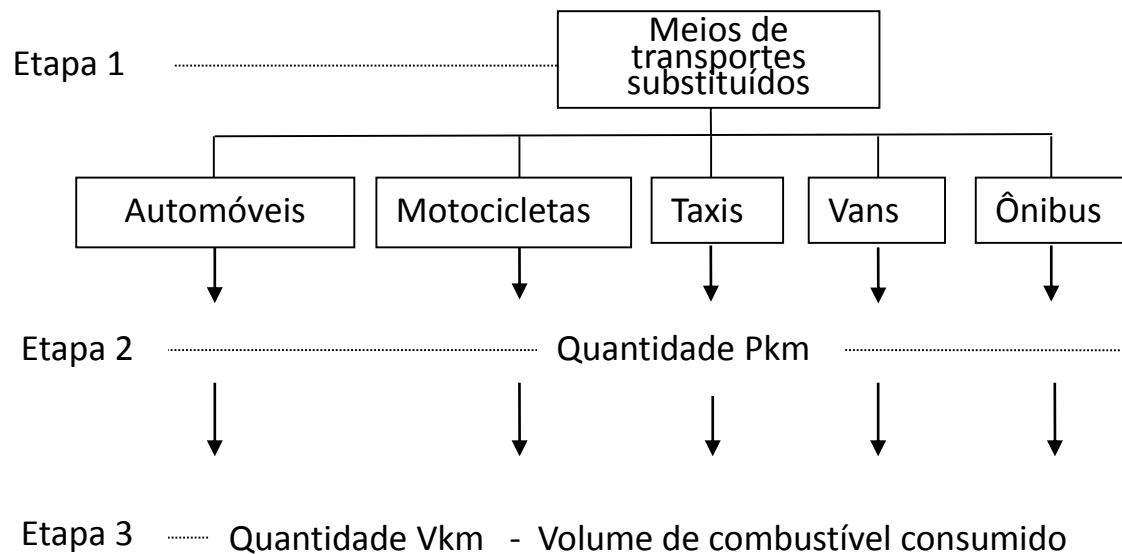 Meios de
transportes
substituídos
Etapa 1
Automóveis Motocicletas Taxis Vans Ônibus
Etapa 2 Quantidade Pkm
Etapa 3 Quantidade Vkm - Volume de combustível consumido